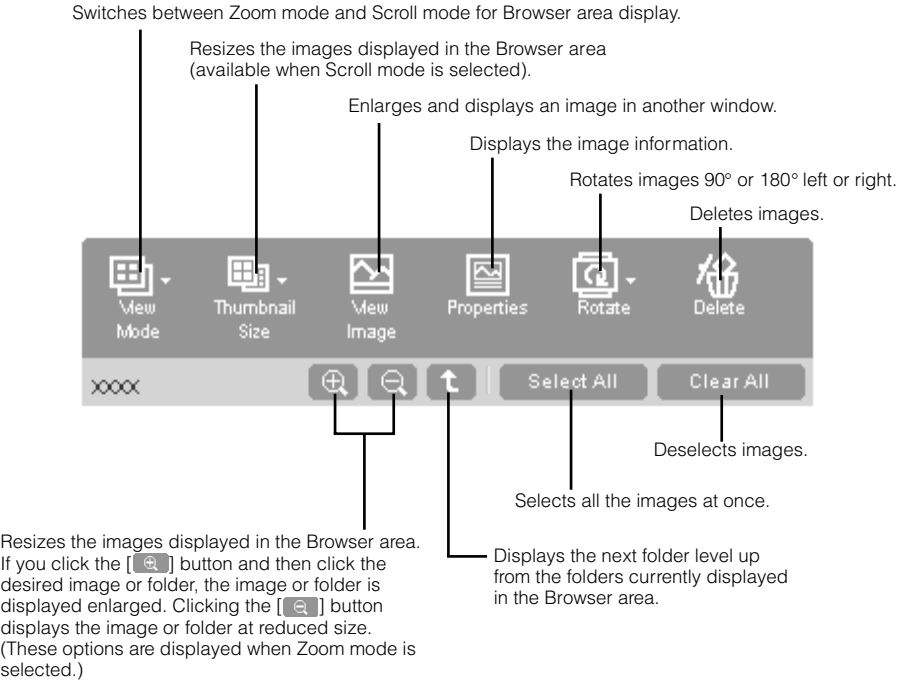 Switches between Zoom mode and Scroll mode for Browser area display.
Resizes the images displayed in the Browser area
(available when Scroll mode is selected).
Enlarges and displays an image in another window.
Displays the image information.
Rotates images 90° or 180° left or right.
Deletes images.
View
Mode
Thumbnail
Size
View
Image
Properties
Rotate
Delete
xxxx
Select All
Clear All
Deselects images.
Selects all the images at once.
Resizes the images displayed in the Browser area.
If you click the [ ] button and then click the
desired image or folder, the image or folder is
displayed enlarged. Clicking the [ ] button
displays the image or folder at reduced size.
(These options are displayed when Zoom mode is
selected.)
Displays the next folder level up
from the folders currently displayed
in the Browser area.